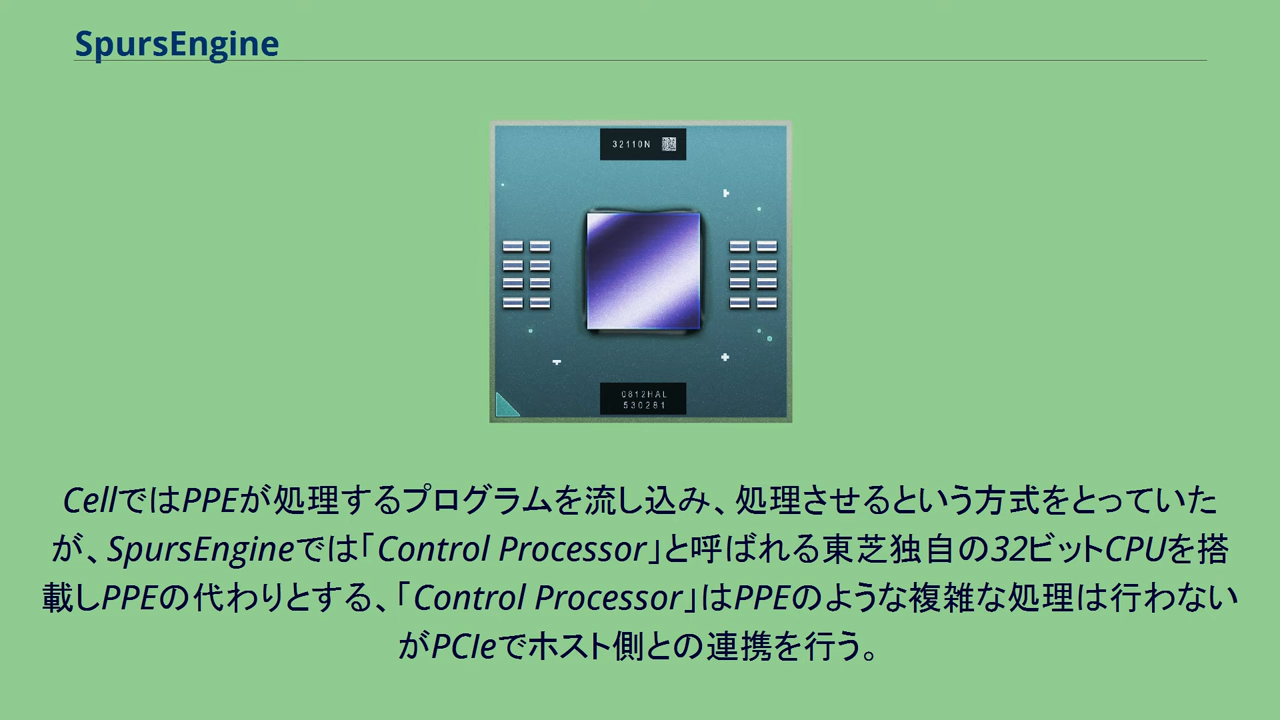 SpursEngine
32110N
0812HAL
530281
CellではPPEが処理するプログラムを流し込み、処理させるという方式をとっていた
が、SpursEngineでは「Control Processor」と呼ばれる東芝独自の32ビットCPUを搭
載しPPEの代わりとする、「Control Processor」はPPEのような複雑な処理は行わない
がPCIeでホスト側との連携を行う。